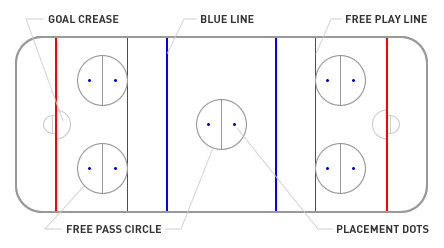 GOAL CREASE
BLUE LINE
FREE PLAY LINE
FREE PASS CIRCLE
PLACEMENT DOTS